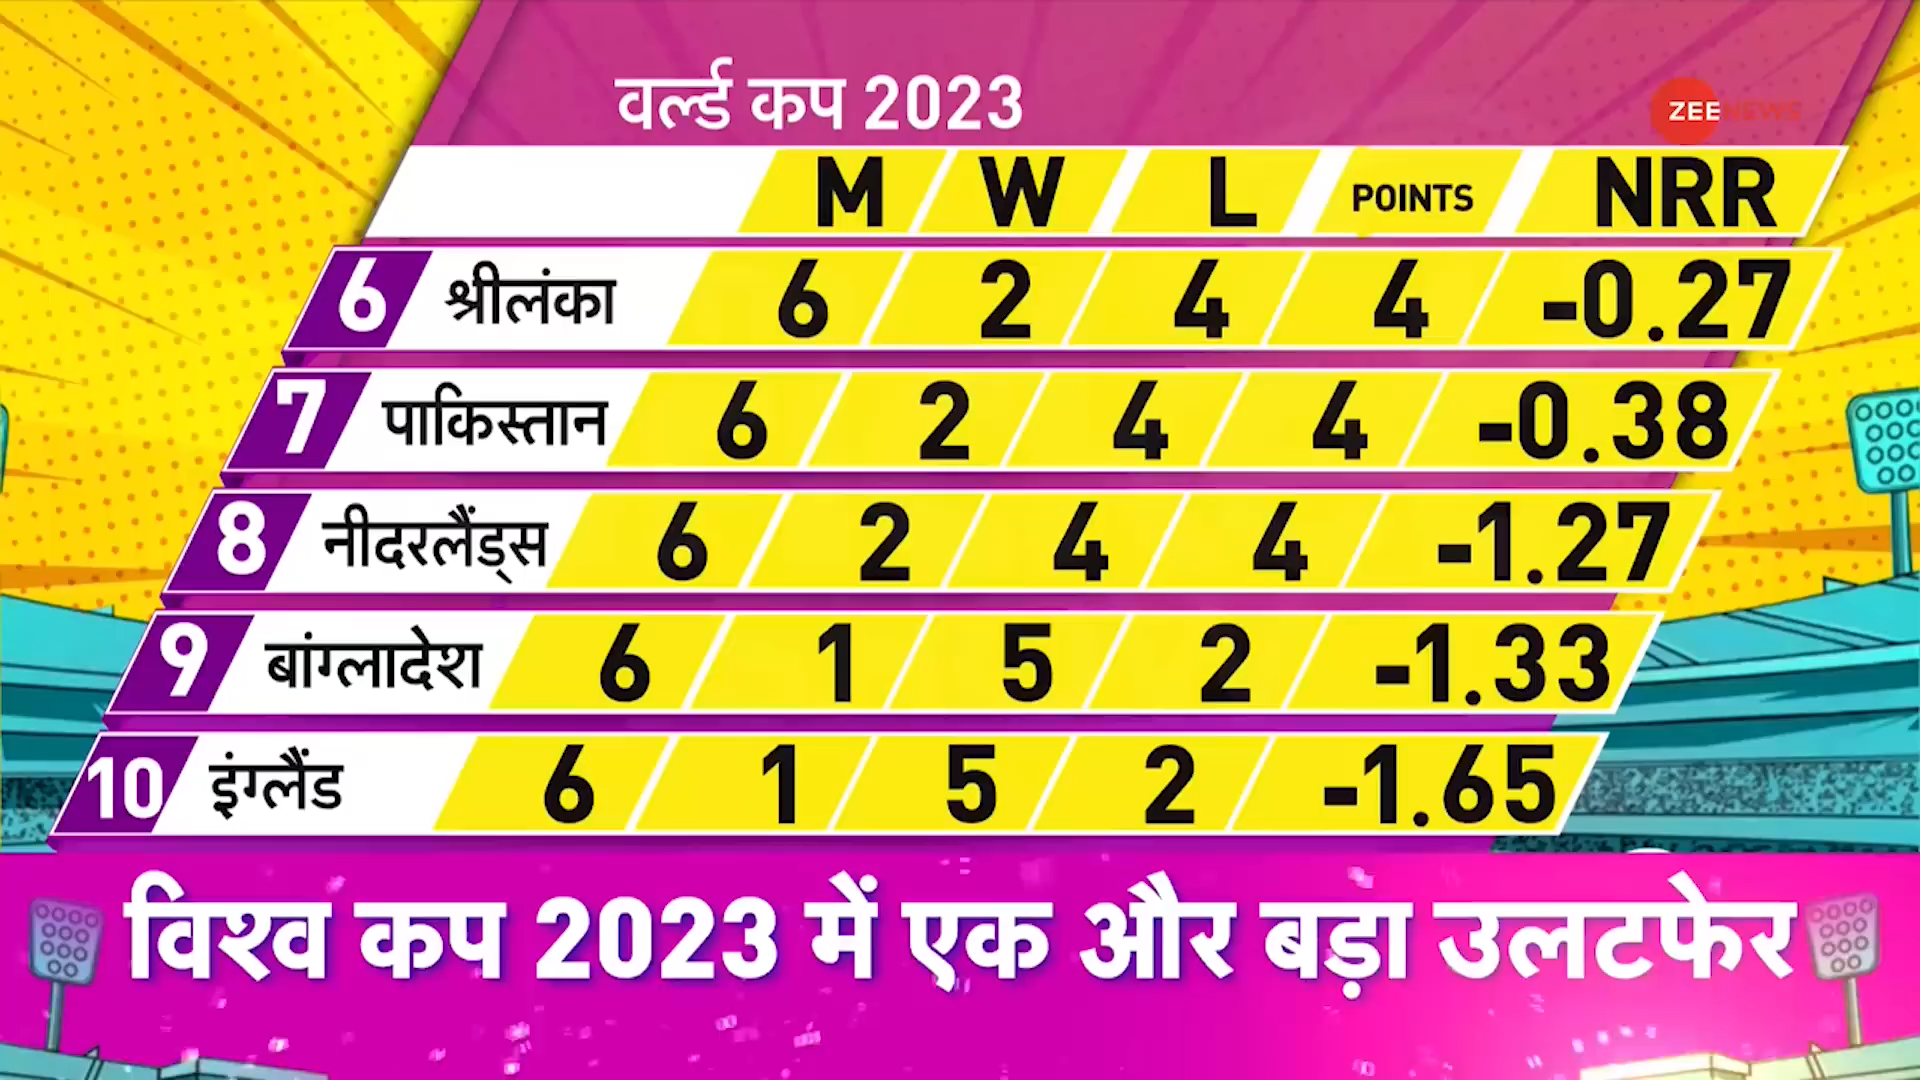 वर्ल्ड कप 2023
ZEE NEWS
M W L POINTS NRR
6 श्रीलंका 6 2 4 4 -0.27
7 पाकिस्तान 6 2 4 4 -0.38
8 नीदरलैंड्स 6 2 4 4 -1.27
9 बांग्लादेश 6 1 5 2 -1.33
10 इंग्लैंड 6 1 5 2 -1.65
विश्व कप 2023 में एक और बड़ा उलटफेर